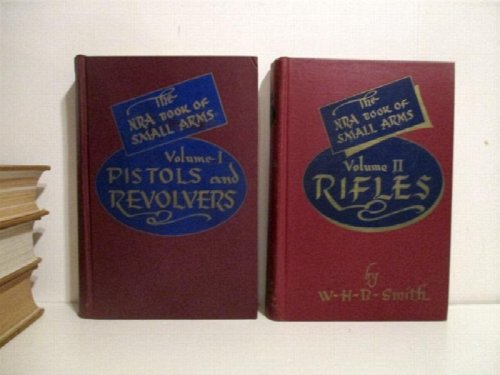 The
NRA BOOK OF
SMALL ARMS
Volume-I
PISTOLS and
REVOLVERS
The
NRA BOOK OF
SMALL ARMS
Volume II
RIFLES
by
W-H-B-Smith